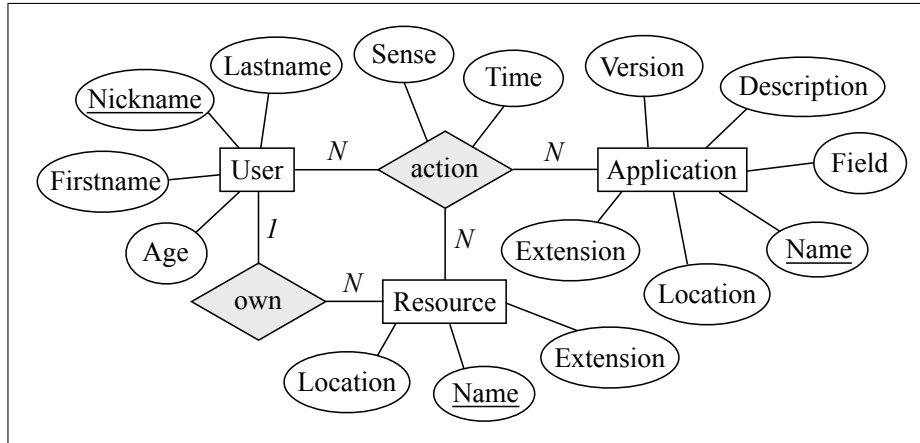 Sense
Lastname
Time
Version
Description
Nickname
User
N
action
N
Application
Field
Firstname
1
N
Extension
Name
Age
own
N
Resource
Location
Location
Name
Extension